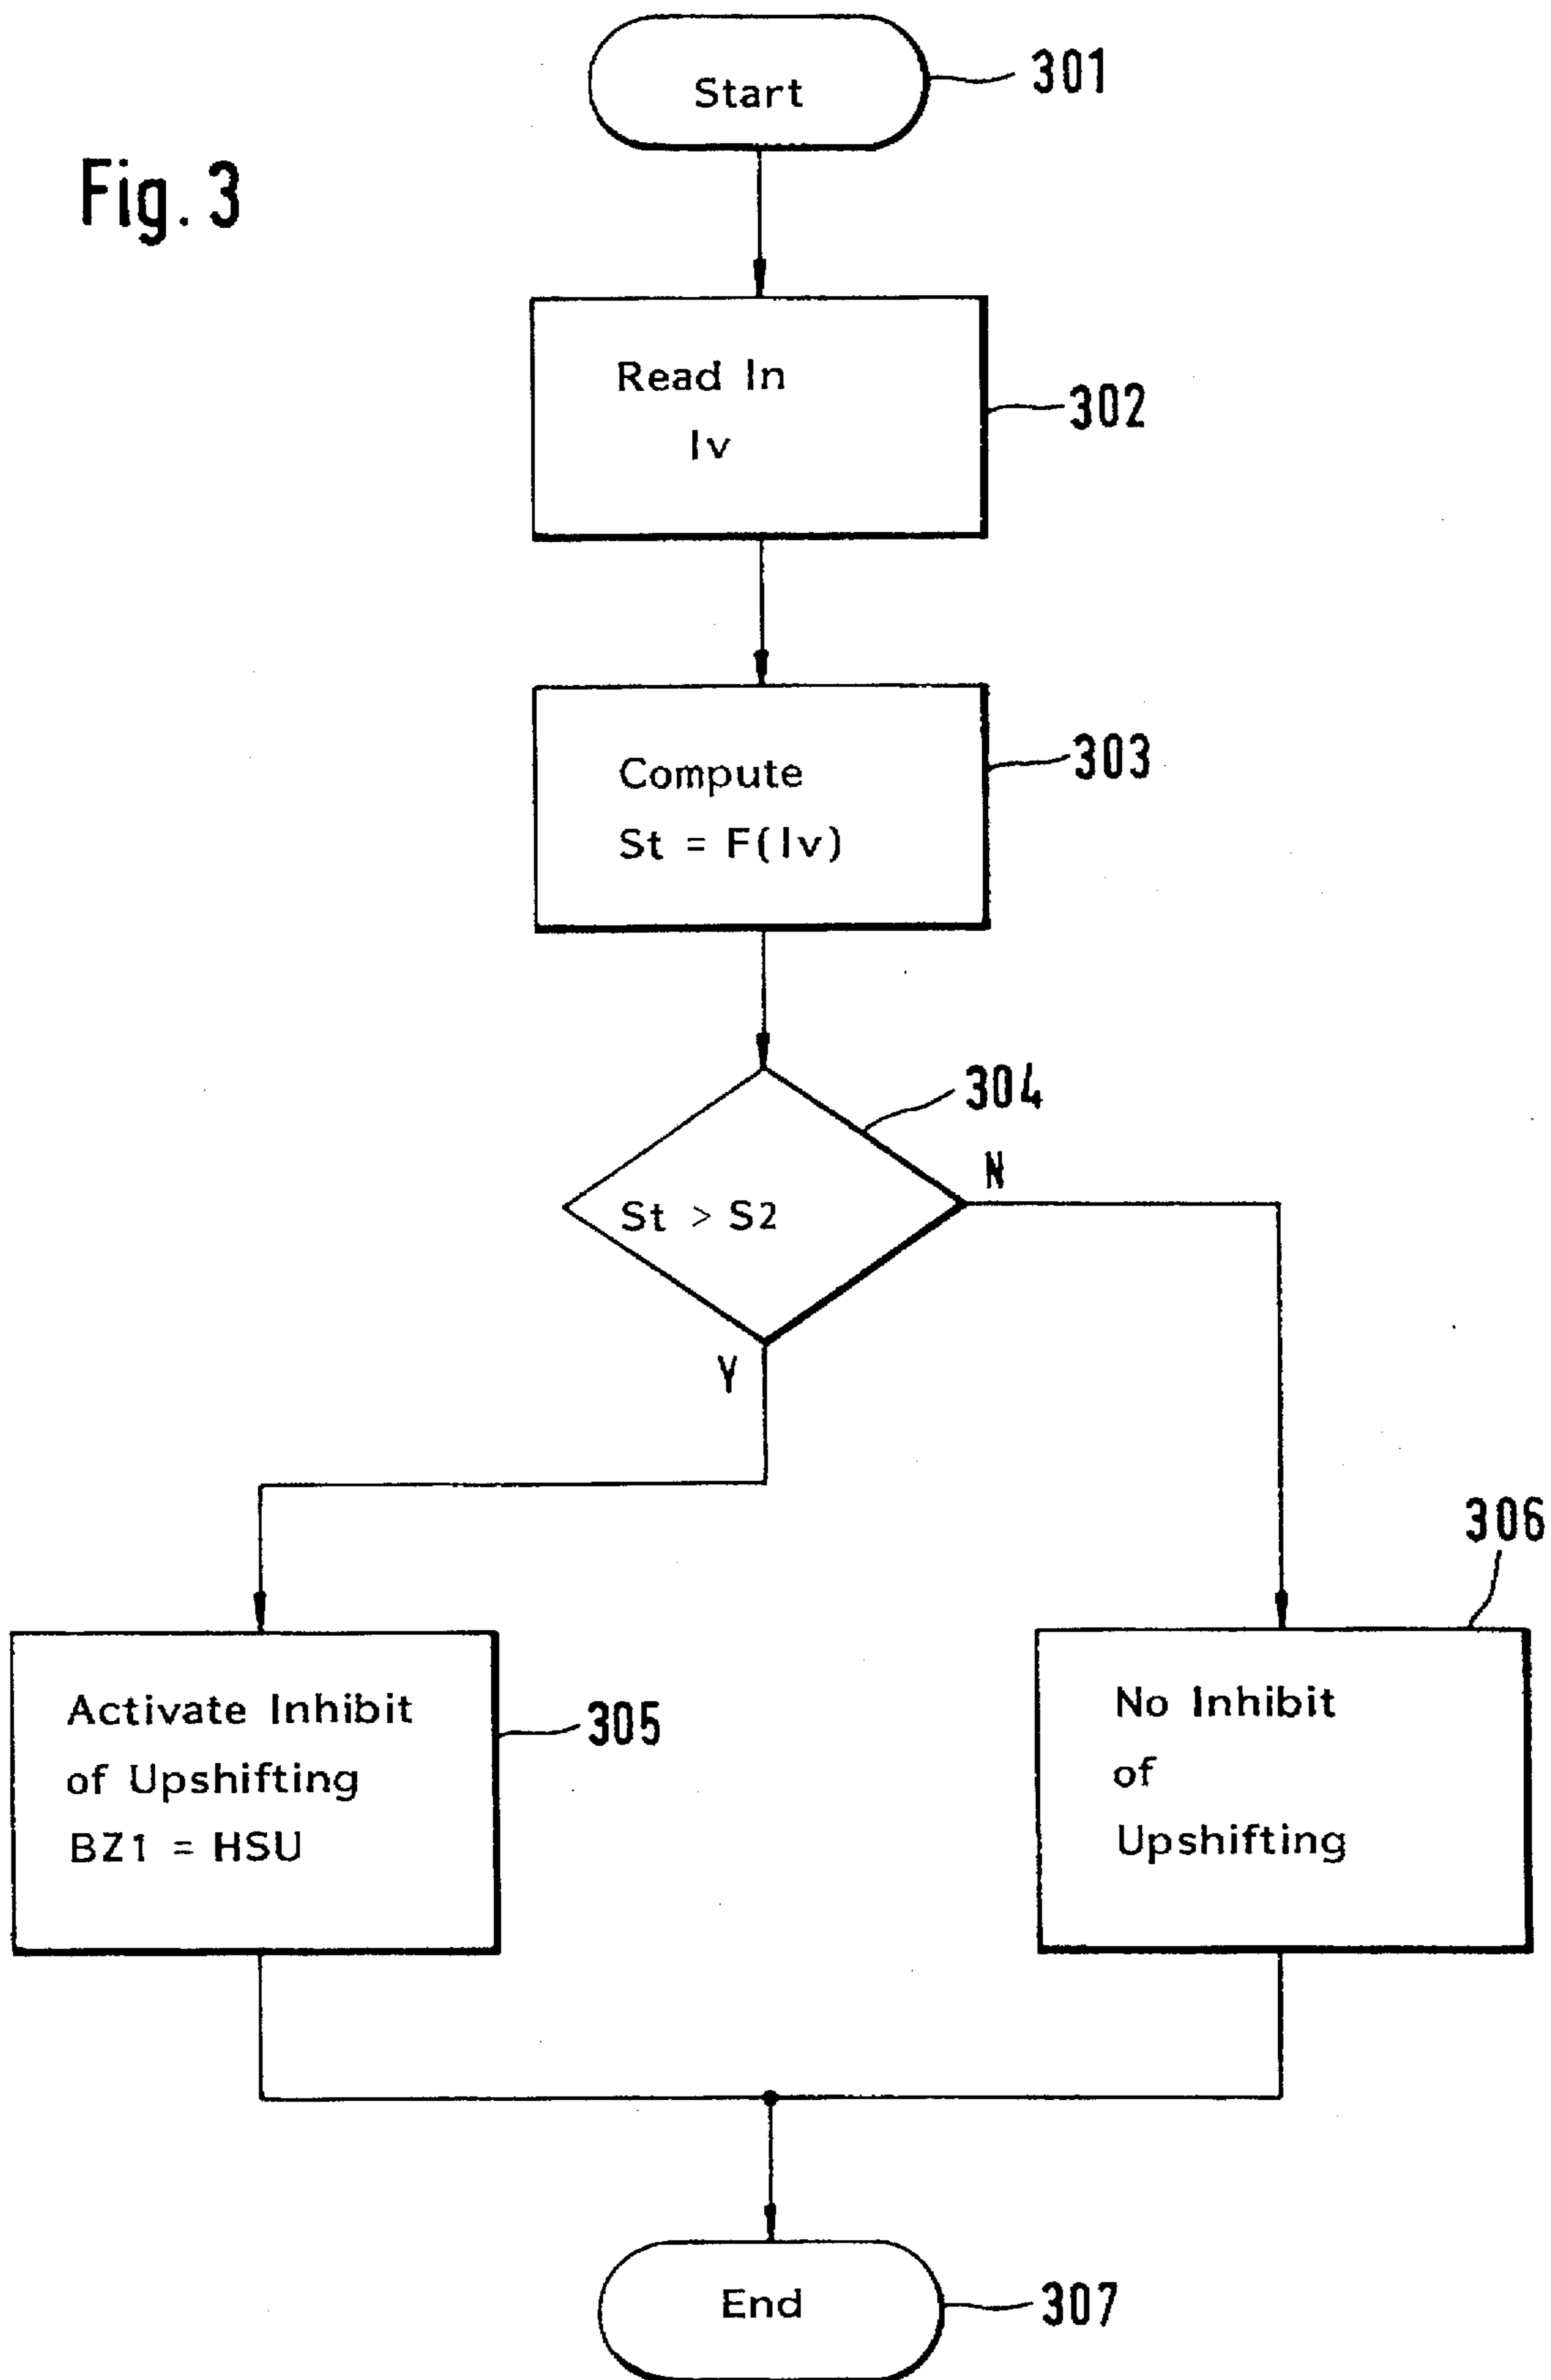 Fig. 3
Start
301
Read In
Iv
302
Compute
St = F(Iv)
303
304
St > S2
N
Y
306
Activate Inhibit
of Upshifting
BZ1 = HSU
305
No Inhibit
of
Upshifting
End
307